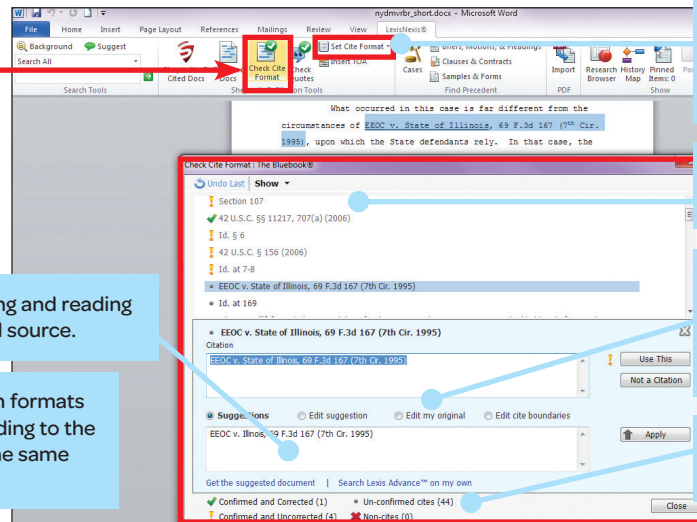 nydmvrbr_short.docx - Microsoft Word
File Home Insert Page Layout References Mailings Review View LexisNexis®
Background Suggest
Search All
Search Tools
Cited Docs
Docs
Check Cite
Format
Check
Quotes
Set Cite Format
Insert TOA
Cases
Briefs, Motions, & Pleadings
Clauses & Contracts
Samples & Forms
Find Precedent
Import
PDF
Research
Browser
History
Map
Pinned
Items: 0
Show
What occurred in this case is far different from the
circumstances of EEOC v. State of Illinois, 69 F.3d 167 (7th Cir.
1995), upon which the State defendants rely. In that case, the
Check Cite Format : The Bluebook®
Undo Last Show
Section 107
42 U.S.C. §§ 11217, 707(a) (2006)
Id. § 6
42 U.S.C. § 156 (2006)
Id. at 7-8
EEOC v. State of Illinois, 69 F.3d 167 (7th Cir. 1995)
Id. at 169
EEOC v. State of Illinois, 69 F.3d 167 (7th Cir. 1995)
Citation
EEOC v. State of Illinois, 69 F.3d 167 (7th Cir. 1995)
Use This
Not a Citation
Suggestions Edit suggestion Edit my original Edit cite boundaries
EEOC v. Illinois, 69 F.3d 167 (7th Cir. 1995)
Apply
Get the suggested document | Search Lexis Advance™ on my own
Confirmed and Corrected (1) Un-confirmed cites (44)
Confirmed and Uncorrected (4) Non-cites (0)
Close
ng and reading
source.
formats
ding to the
ne same